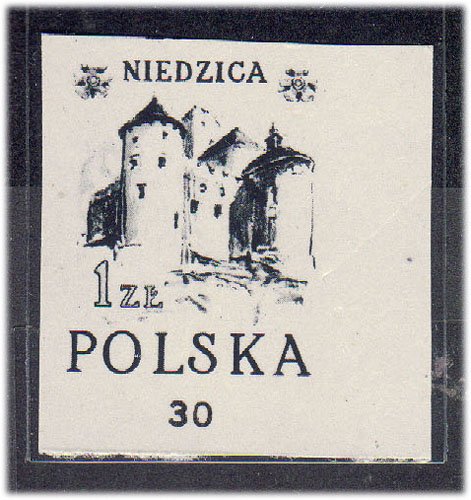 NIEDZICA
1 ZŁ
POLSKA
30